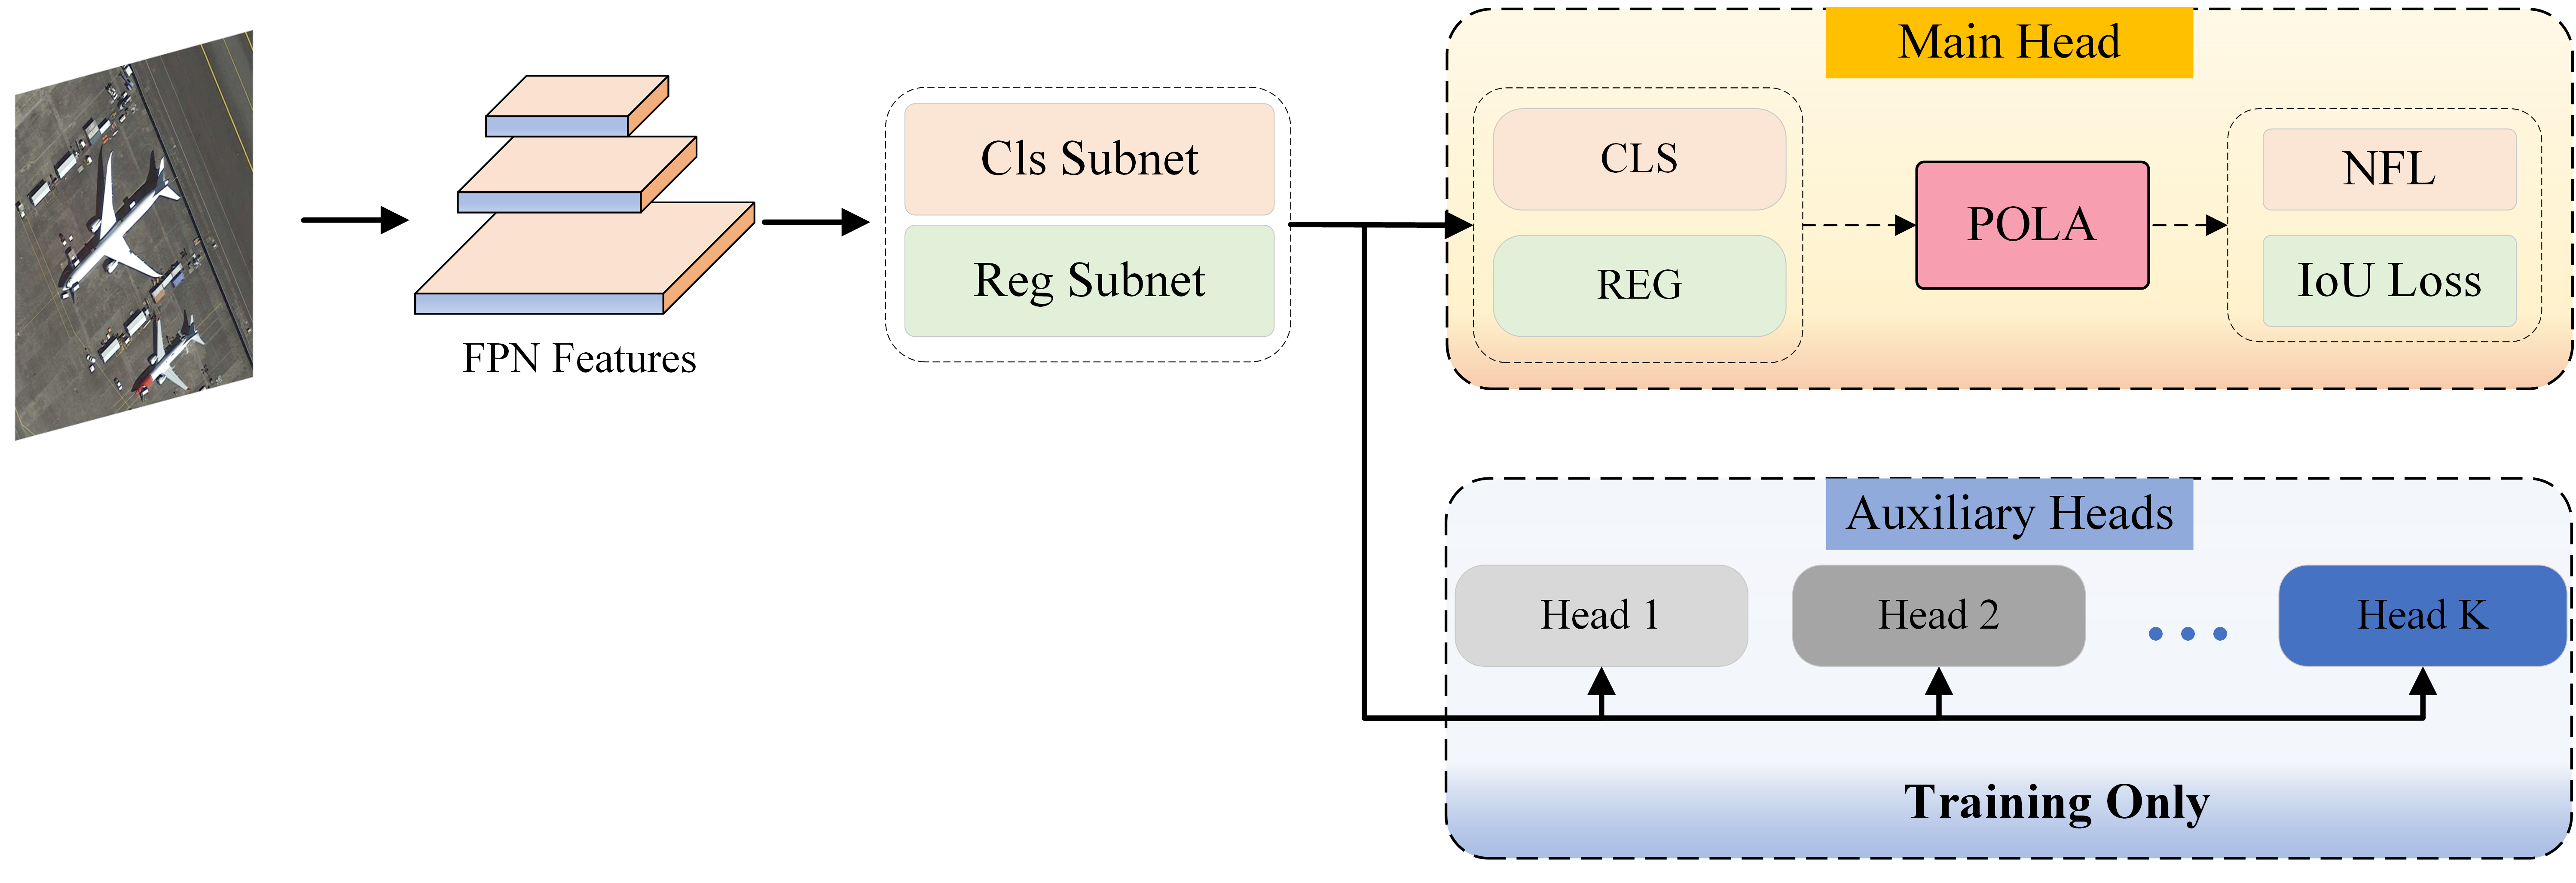 FPN Features
Cls Subnet
Reg Subnet
Main Head
CLS
REG
POLA
NFL
IoU Loss
Auxiliary Heads
Head 1
Head 2
Head K
Training Only